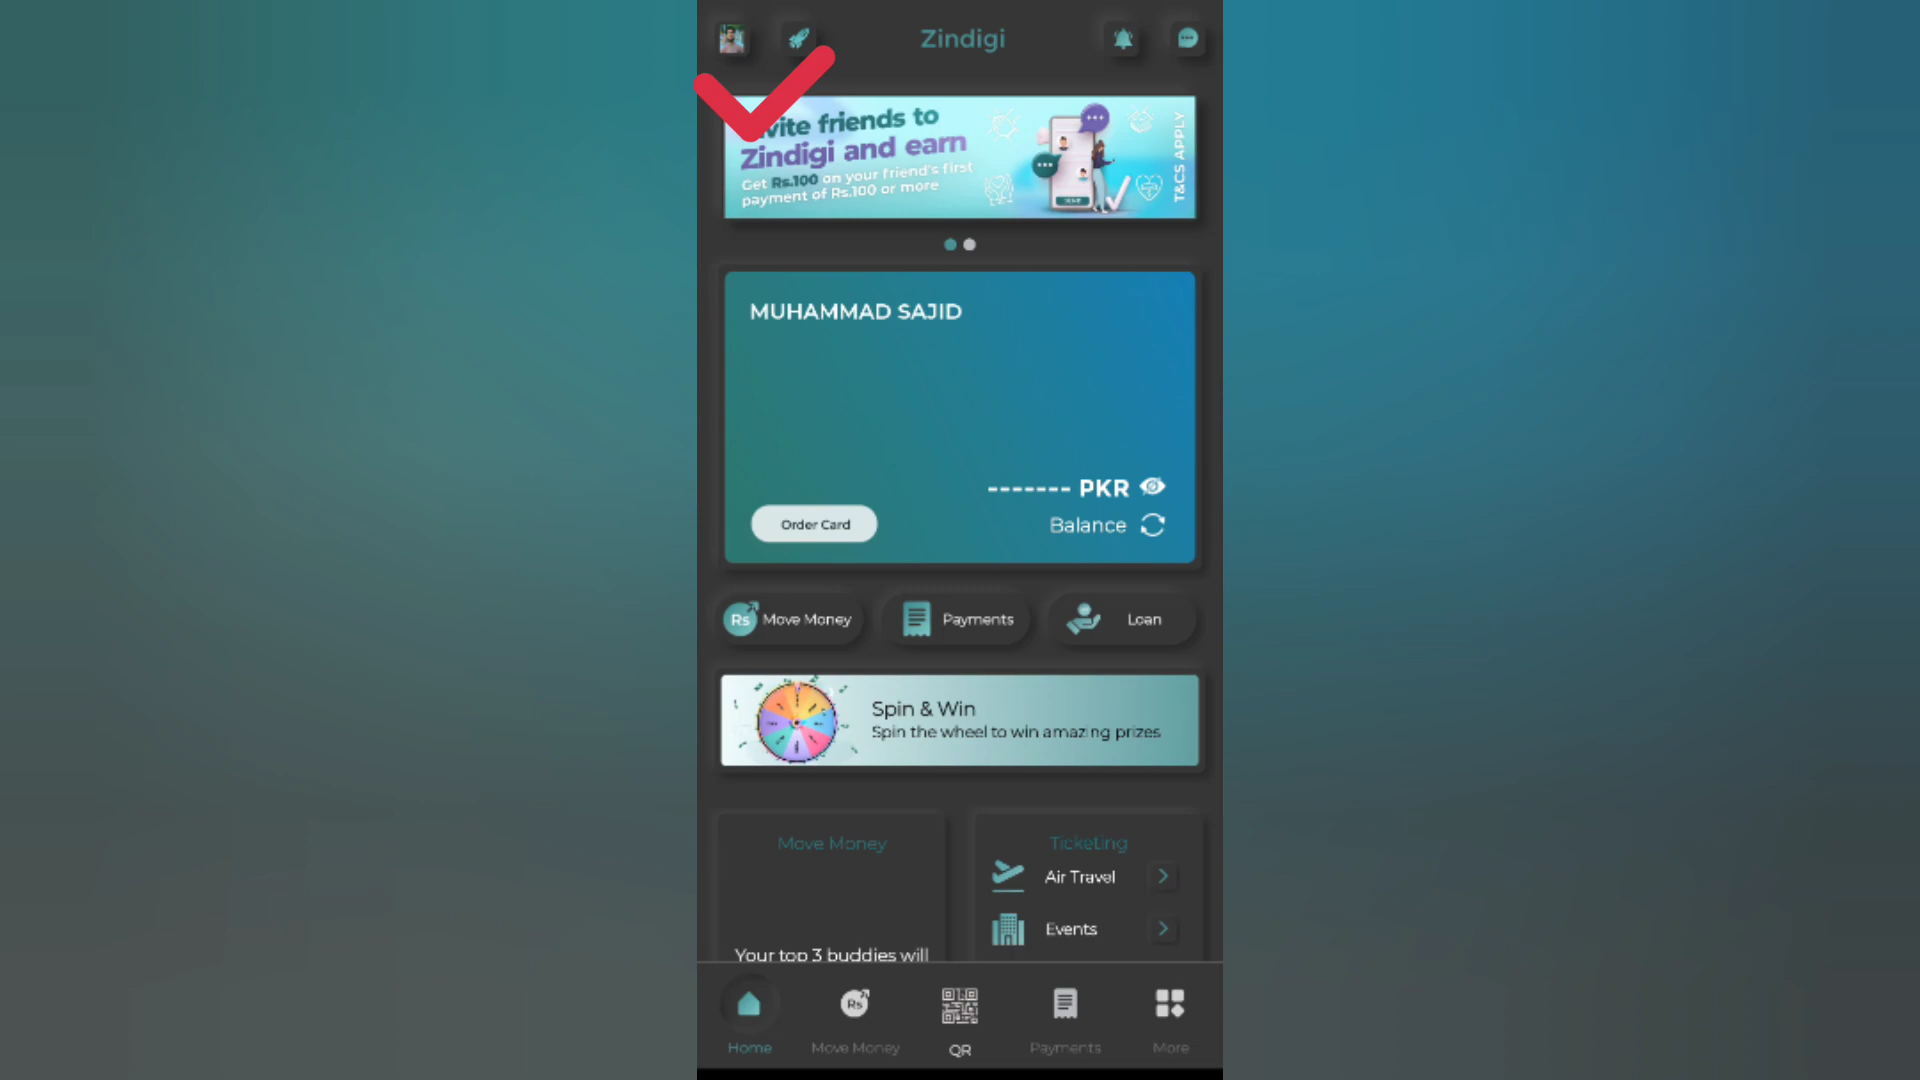 Zindigi
vite friends to
Zindigi and earn
Get Rs.100 on your friend's first
payment of Rs.100 or more
T&CS APPLY
MUHAMMAD SAJID
------- PKR
Order Card
Balance
Rs Move Money
Payments
Loan
Spin & Win
Spin the wheel to win amazing prizes
Move Money
Your top 3 buddies will
Ticketing
Air Travel
Events
Rs
Home
Move Money
QR
Payments
More